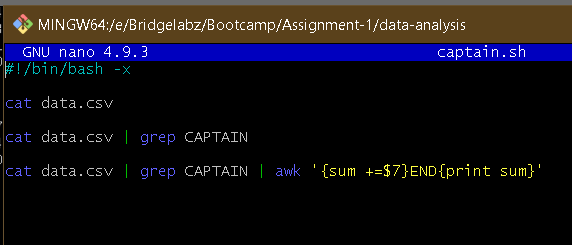 MINGW64:/e/Bridgelabz/Bootcamp/Assignment-1/data-analysis
GNU nano 4.9.3 captain.sh
#!/bin/bash -x
cat data.csv
cat data.csv | grep CAPTAIN
cat data.csv | grep CAPTAIN | awk '{sum +=$7}END{print sum}'